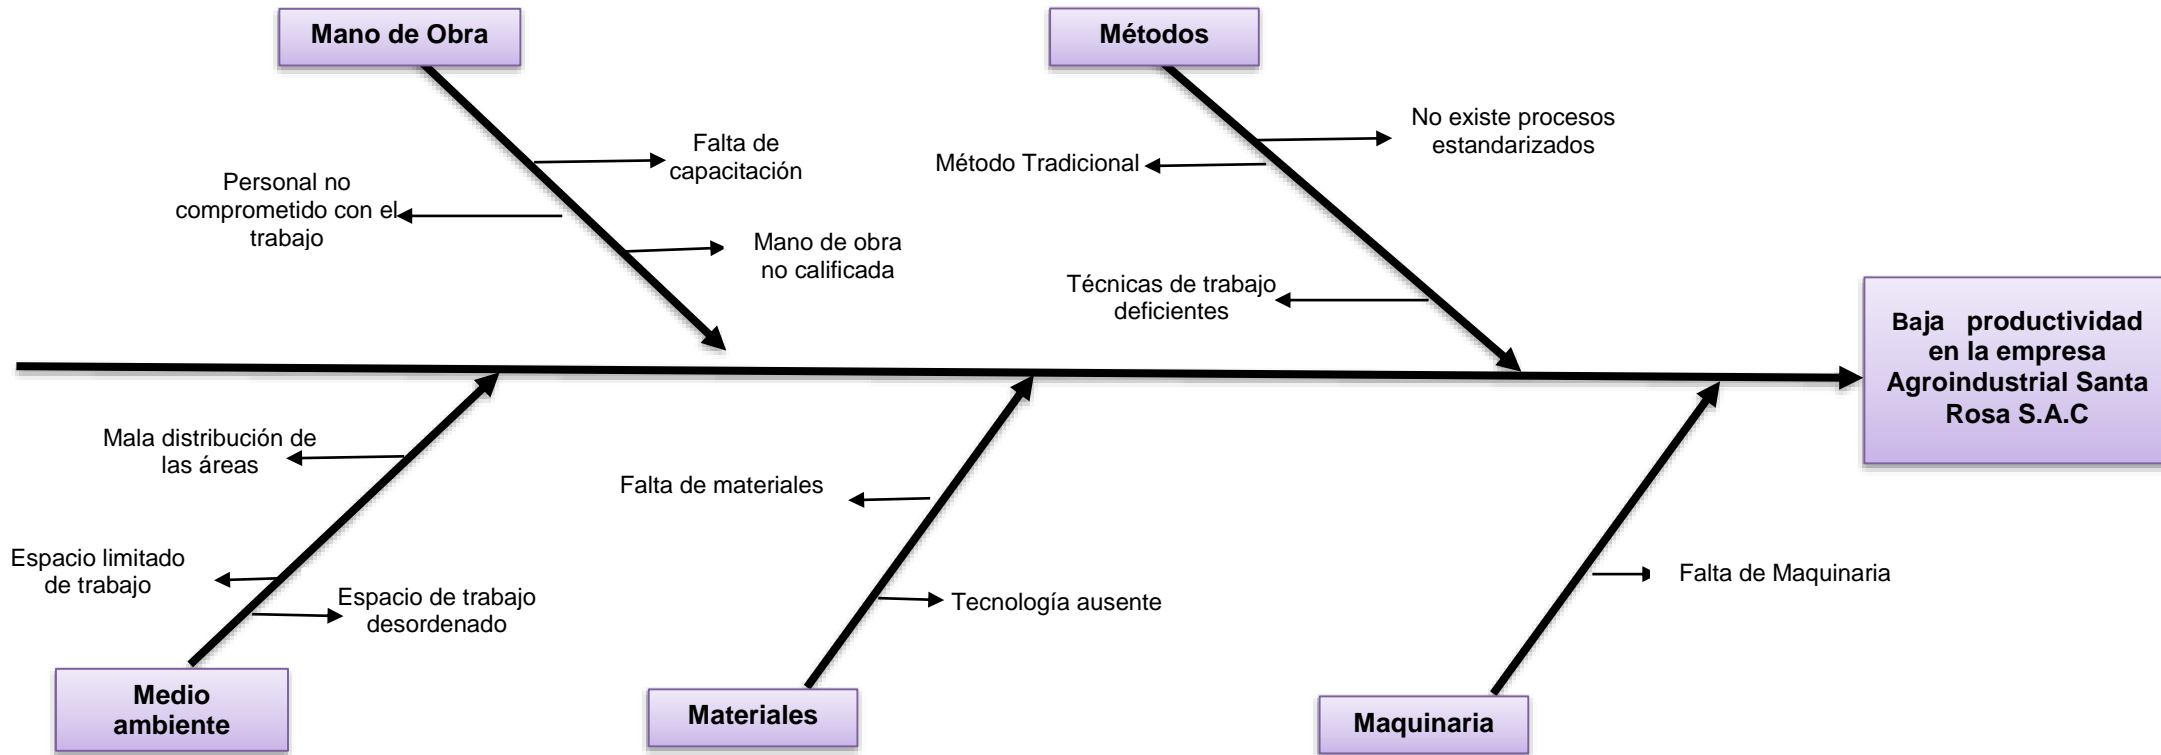 Mano de Obra
Métodos
No existe procesos
estandarizados
Falta de
capacitación
Método Tradicional
Personal no
comprometido con el
trabajo
Mano de obra
no calificada
Técnicas de trabajo
deficientes
Baja productividad
en la empresa
Agroindustrial Santa
Rosa S.A.C
Mala distribución de
las áreas
Falta de materiales
Espacio limitado
de trabajo
Espacio de trabajo
desordenado
Tecnología ausente
Falta de Maquinaria
Medio
ambiente
Materiales
Maquinaria